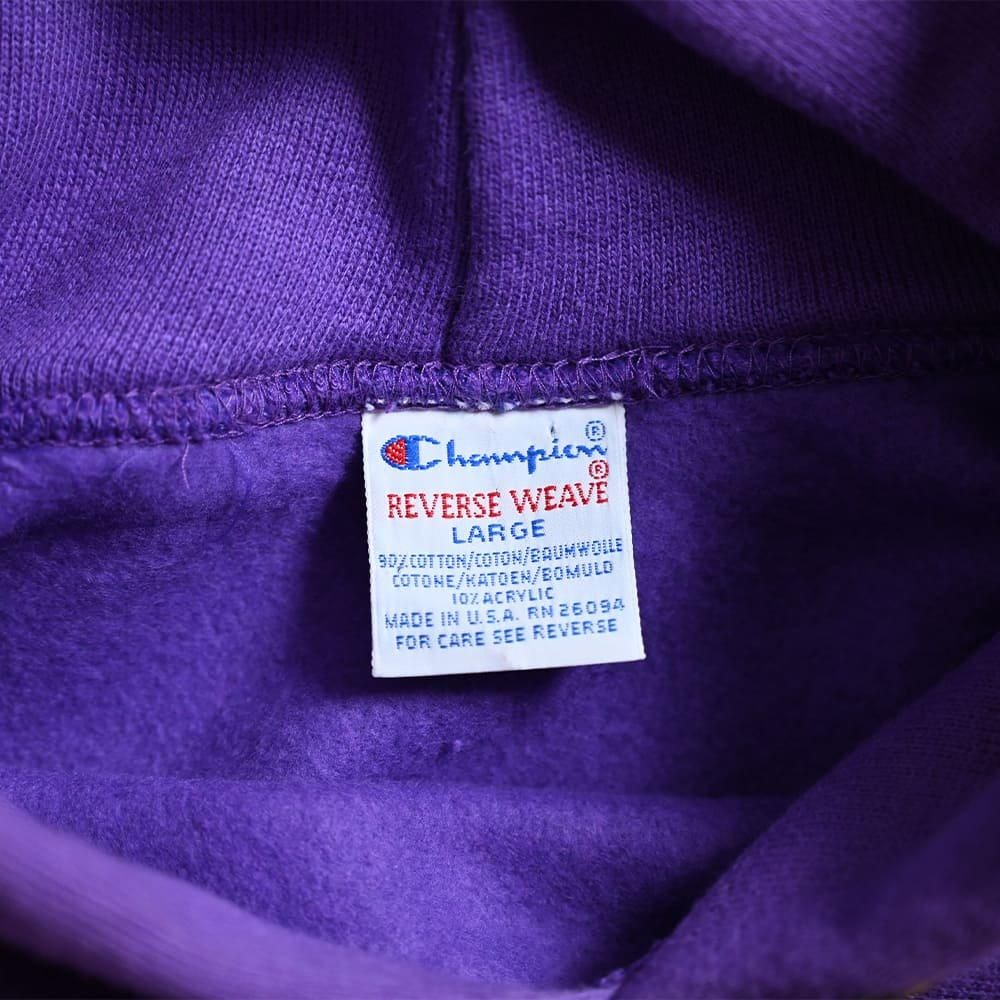 Champion®
REVERSE WEAVE®
LARGE
90% COTTON/COTON/BAUMWOLLE
COTONE/KATOEN/BOMULD
10% ACRYLIC
MADE IN U.S.A. RN 26094
FOR CARE SEE REVERSE